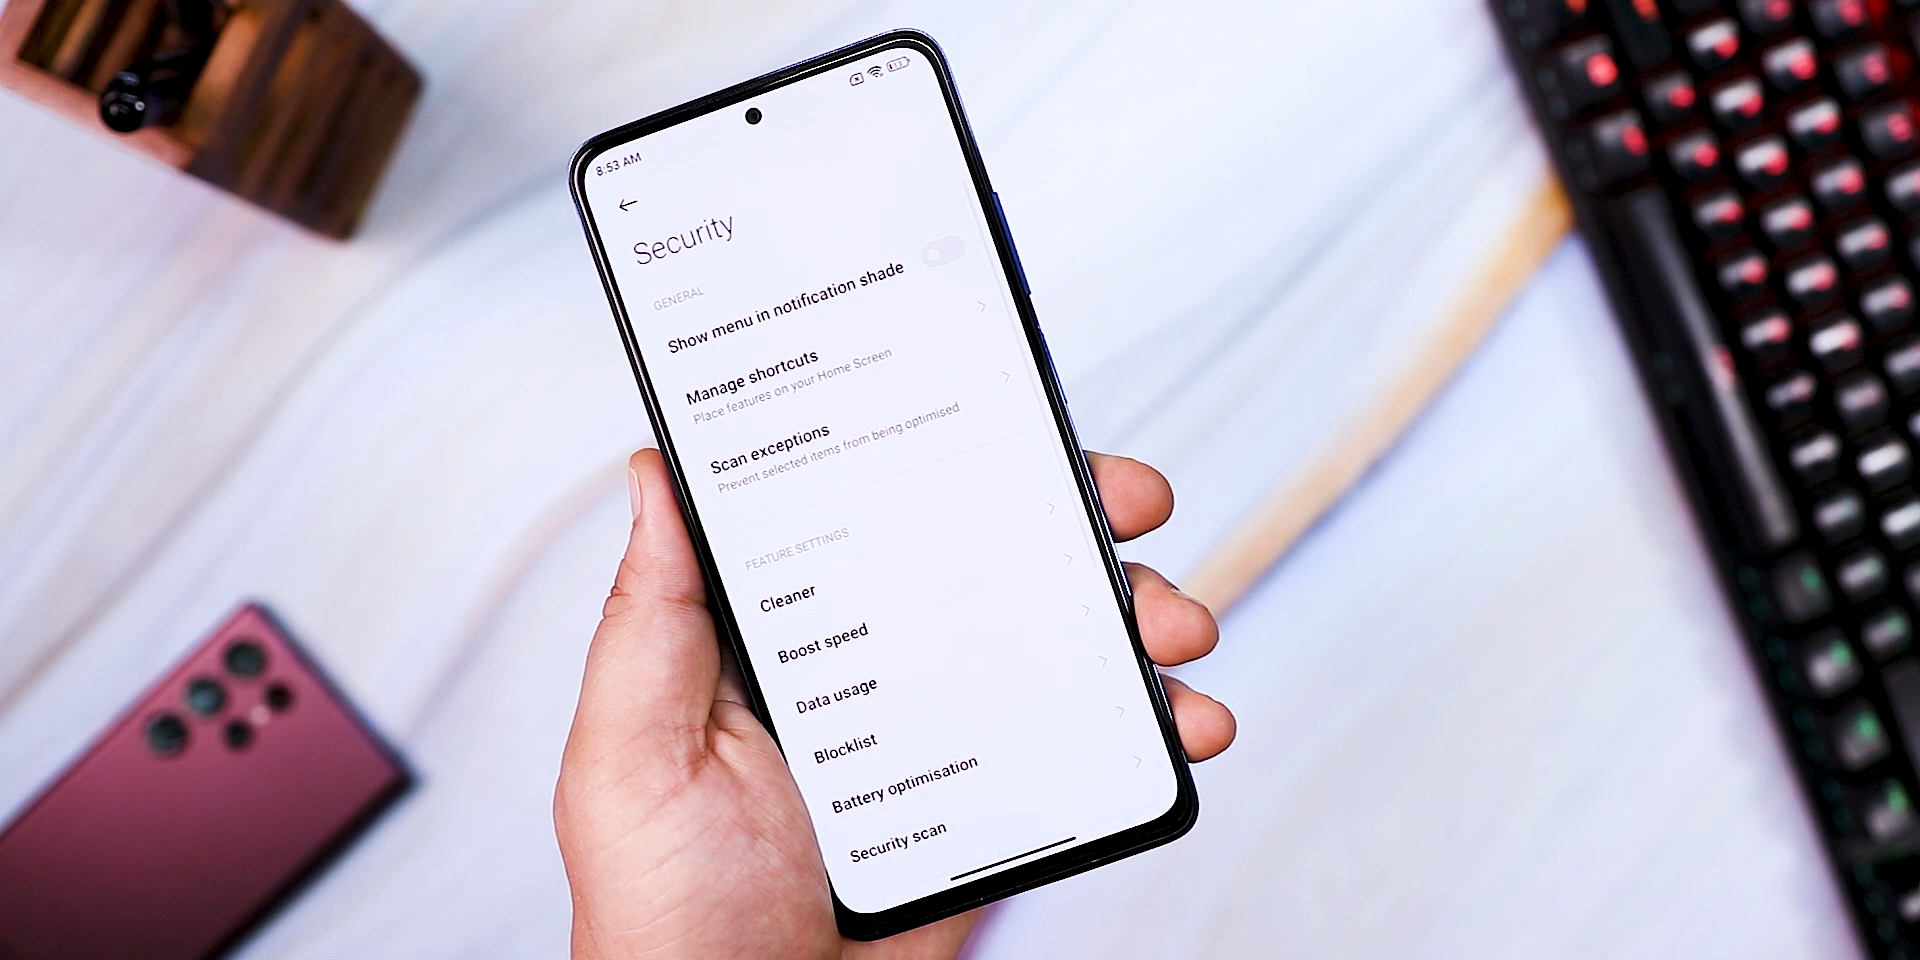 8:53 AM
Security
GENERAL
Show menu in notification shade
Manage shortcuts
Place features on your Home Screen
Scan exceptions
Prevent selected items from being optimised
FEATURE SETTINGS
Cleaner
Boost speed
Data usage
Blocklist
Battery optimisation
Security scan